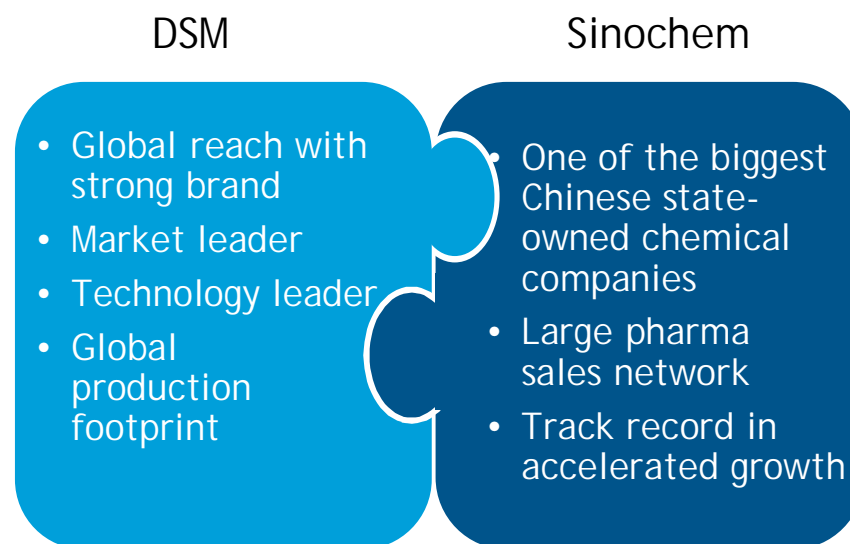 DSM
• Global reach with
strong brand
• Market leader
• Technology leader
• Global
production
footprint
Sinochem
• One of the biggest
Chinese state-
owned chemical
companies
• Large pharma
sales network
• Track record in
accelerated growth